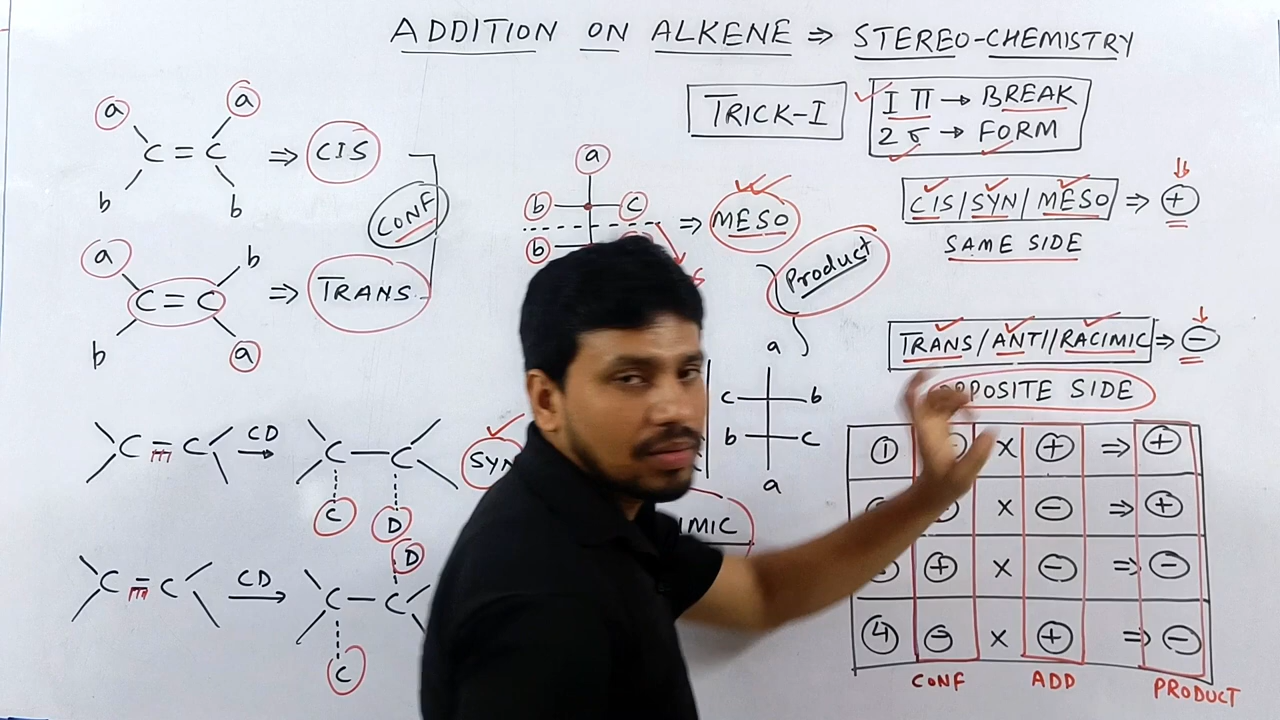 ADDITION ON ALKENE ⇒ STEREO-CHEMISTRY
TRICK-I
1 π → BREAK
2 σ → FORM
a a
C = C ⇒ CIS
b b
CONF
a b
C = C ⇒ TRANS
b a
a
b c
b
⇒ MESO
Product
CIS/SYN/MESO ⇒ +
SAME SIDE
TRANS/ANTI/RACIMIC ⇒ −
OPPOSITE SIDE
a
c b
b c
a
C = C CD → C — C
C D
SYN
C = C CD → C — C
D
C
① × + ⇒ +
× − ⇒ +
+ × − ⇒ −
④ − × + ⇒ −
CONF ADD PRODUCT